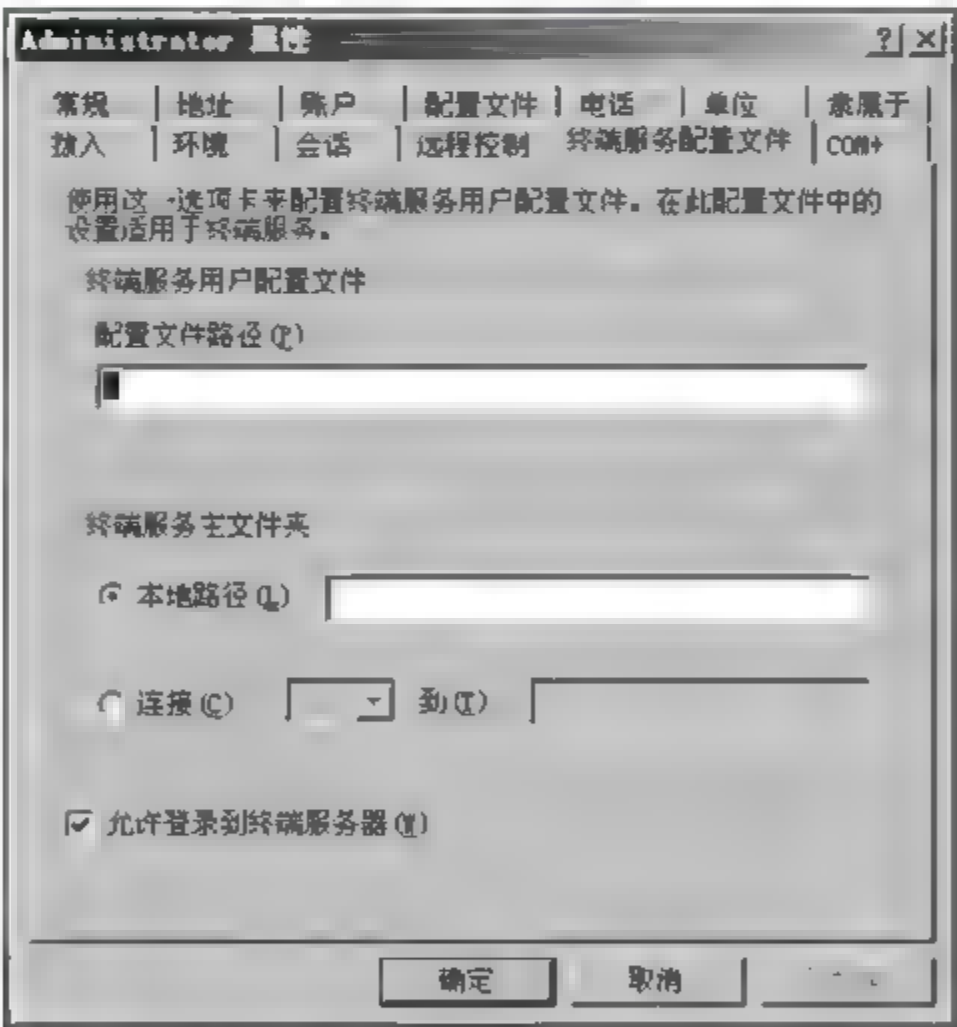 Administrator 属性
常规 地址 账户 配置文件 电话 单位 隶属于
拨入 环境 会话 远程控制 终端服务配置文件 COM+
使用这一选项卡来配置终端服务用户配置文件。在此配置文件中的
设置适用于终端服务。
终端服务用户配置文件
配置文件路径(P)
终端服务主文件夹
本地路径(L)
连接(C) 到(T)
允许登录到终端服务器(W)
确定 取消